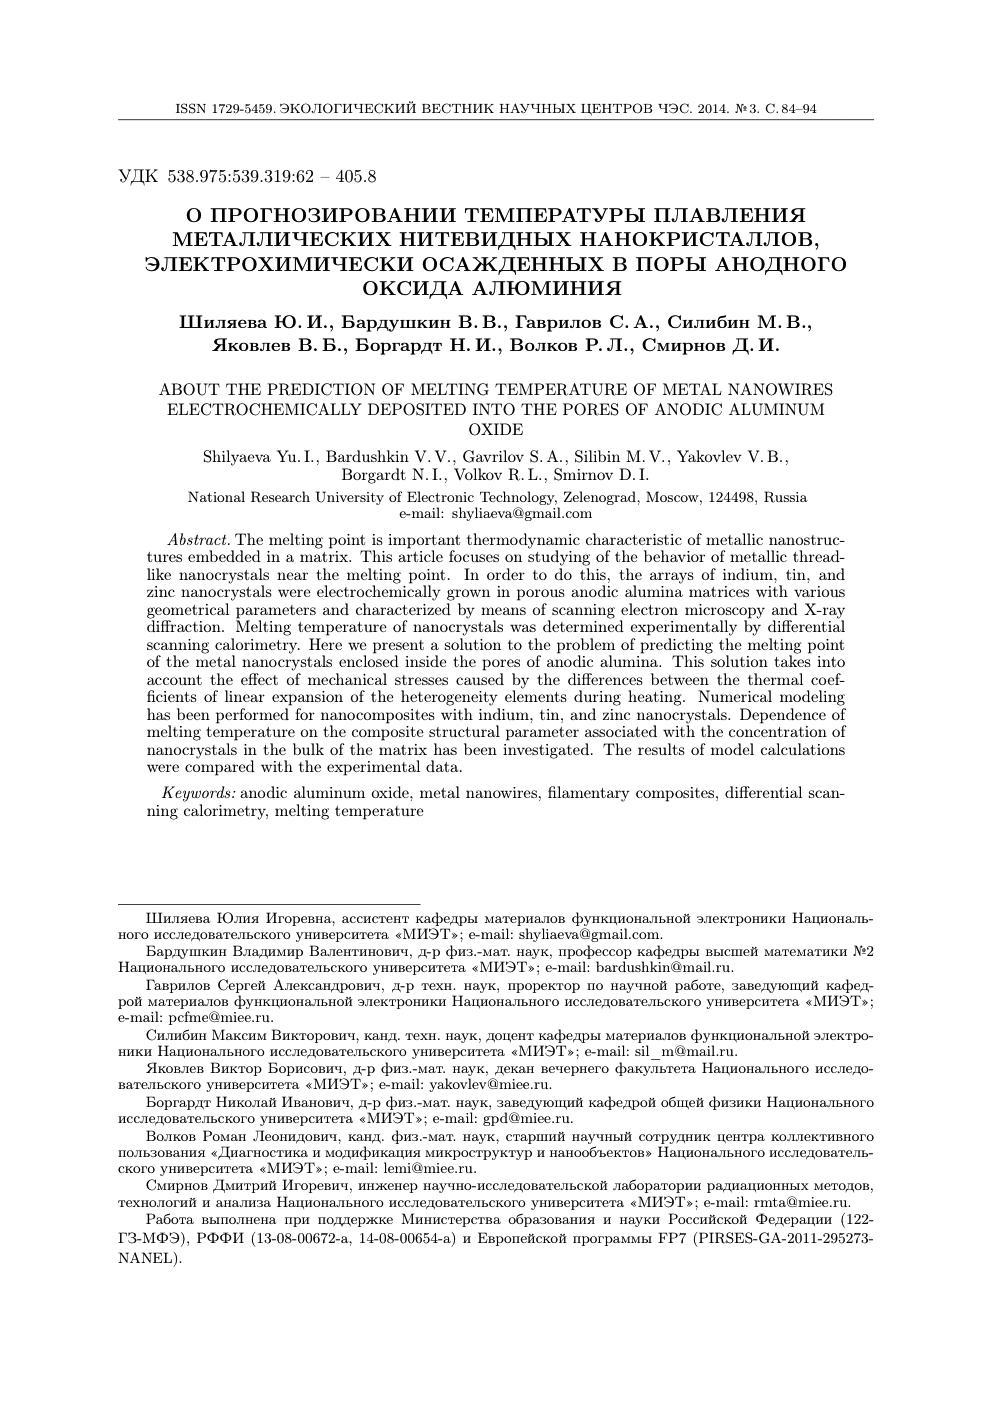 ISSN 1729-5459. ЭКОЛОГИЧЕСКИЙ ВЕСТНИК НАУЧНЫХ ЦЕНТРОВ ЧЭС. 2014. №3. С. 84–94
УДК 538.975:539.319:62 – 405.8
О ПРОГНОЗИРОВАНИИ ТЕМПЕРАТУРЫ ПЛАВЛЕНИЯ
МЕТАЛЛИЧЕСКИХ НИТЕВИДНЫХ НАНОКРИСТАЛЛОВ,
ЭЛЕКТРОХИМИЧЕСКИ ОСАЖДЕННЫХ В ПОРЫ АНОДНОГО
ОКСИДА АЛЮМИНИЯ
Шиляева Ю. И., Бардушкин В. В., Гаврилов С. А., Силибин М. В.,
Яковлев В. Б., Боргардт Н. И., Волков Р. Л., Смирнов Д. И.
ABOUT THE PREDICTION OF MELTING TEMPERATURE OF METAL NANOWIRES
ELECTROCHEMICALLY DEPOSITED INTO THE PORES OF ANODIC ALUMINUM
OXIDE
Shilyaeva Yu. I., Bardushkin V. V., Gavrilov S. A., Silibin M. V., Yakovlev V. B.,
Borgardt N. I., Volkov R. L., Smirnov D. I.
National Research University of Electronic Technology, Zelenograd, Moscow, 124498, Russia
e-mail: shyliaeva@gmail.com
Abstract. The melting point is important thermodynamic characteristic of metallic nanostruc-
tures embedded in a matrix. This article focuses on studying of the behavior of metallic thread-
like nanocrystals near the melting point. In order to do this, the arrays of indium, tin, and
zinc nanocrystals were electrochemically grown in porous anodic alumina matrices with various
geometrical parameters and characterized by means of scanning electron microscopy and X-ray
diffraction. Melting temperature of nanocrystals was determined experimentally by differential
scanning calorimetry. Here we present a solution to the problem of predicting the melting point
of the metal nanocrystals enclosed inside the pores of anodic alumina. This solution takes into
account the effect of mechanical stresses caused by the differences between the thermal coef-
ficients of linear expansion of the heterogeneity elements during heating. Numerical modeling
has been performed for nanocomposites with indium, tin, and zinc nanocrystals. Dependence of
melting temperature on the composite structural parameter associated with the concentration of
nanocrystals in the bulk of the matrix has been investigated. The results of model calculations
were compared with the experimental data.
Keywords: anodic aluminum oxide, metal nanowires, filamentary composites, differential scan-
ning calorimetry, melting temperature
Шиляева Юлия Игоревна, ассистент кафедры материалов функциональной электроники Националь-
ного исследовательского университета «МИЭТ»; e-mail: shyliaeva@gmail.com.
Бардушкин Владимир Валентинович, д-р физ.-мат. наук, профессор кафедры высшей математики №2
Национального исследовательского университета «МИЭТ»; e-mail: bardushkin@mail.ru.
Гаврилов Сергей Александрович, д-р техн. наук, проректор по научной работе, заведующий кафед-
рой материалов функциональной электроники Национального исследовательского университета «МИЭТ»;
e-mail: pcfme@miee.ru.
Силибин Максим Викторович, канд. техн. наук, доцент кафедры материалов функциональной электро-
ники Национального исследовательского университета «МИЭТ»; e-mail: sil_m@mail.ru.
Яковлев Виктор Борисович, д-р физ.-мат. наук, декан вечернего факультета Национального исследо-
вательского университета «МИЭТ»; e-mail: yakovlev@miee.ru.
Боргардт Николай Иванович, д-р физ.-мат. наук, заведующий кафедрой общей физики Национального
исследовательского университета «МИЭТ»; e-mail: gpd@miee.ru.
Волков Роман Леонидович, канд. физ.-мат. наук, старший научный сотрудник центра коллективного
пользования «Диагностика и модификация микроструктур и нанообъектов» Национального исследователь-
ского университета «МИЭТ»; e-mail: lemi@miee.ru.
Смирнов Дмитрий Игоревич, инженер научно-исследовательской лаборатории радиационных методов,
технологий и анализа Национального исследовательского университета «МИЭТ»; e-mail: rmta@miee.ru.
Работа выполнена при поддержке Министерства образования и науки Российской Федерации (122-
ГЗ-МФЭ), РФФИ (13-08-00672-а, 14-08-00654-а) и Европейской программы FP7 (PIRSES-GA-2011-295273-
NANEL).